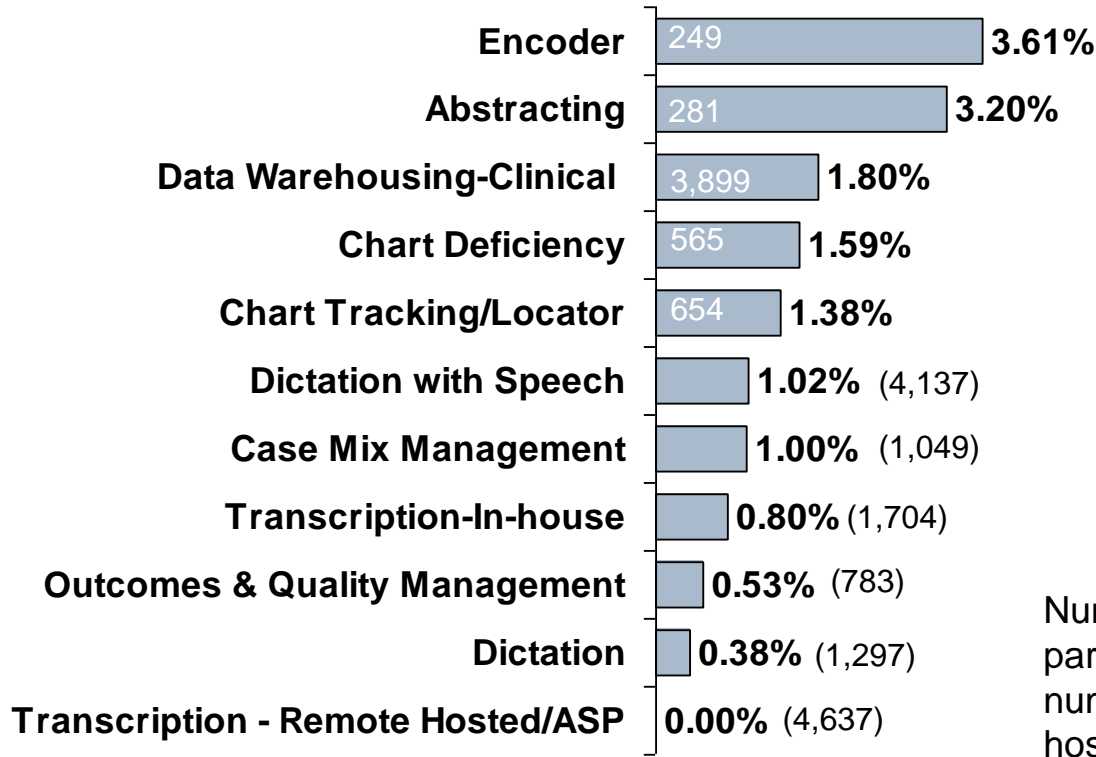 Encoder 249 3.61%
Abstracting 281 3.20%
Data Warehousing-Clinical 3,899 1.80%
Chart Deficiency 565 1.59%
Chart Tracking/Locator 654 1.38%
Dictation with Speech 1.02% (4,137)
Case Mix Management 1.00% (1,049)
Transcription-In-house 0.80% (1,704)
Outcomes & Quality Management 0.53% (783)
Dictation 0.38% (1,297)
Transcription - Remote Hosted/ASP 0.00% (4,637)